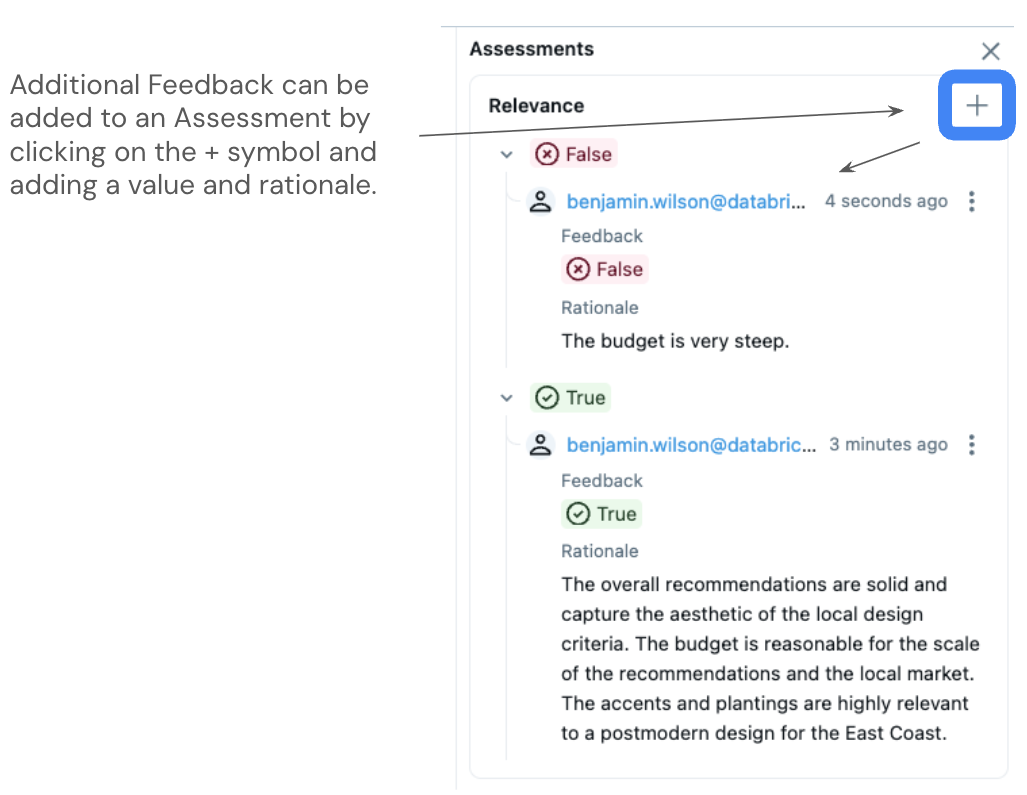 Additional Feedback can be
added to an Assessment by
clicking on the + symbol and
adding a value and rationale.
Assessments
Relevance
False
benjamin.wilson@databri... 4 seconds ago
Feedback
False
Rationale
The budget is very steep.
True
benjamin.wilson@databric... 3 minutes ago
Feedback
True
Rationale
The overall recommendations are solid and
capture the aesthetic of the local design
criteria. The budget is reasonable for the scale
of the recommendations and the local market.
The accents and plantings are highly relevant
to a postmodern design for the East Coast.